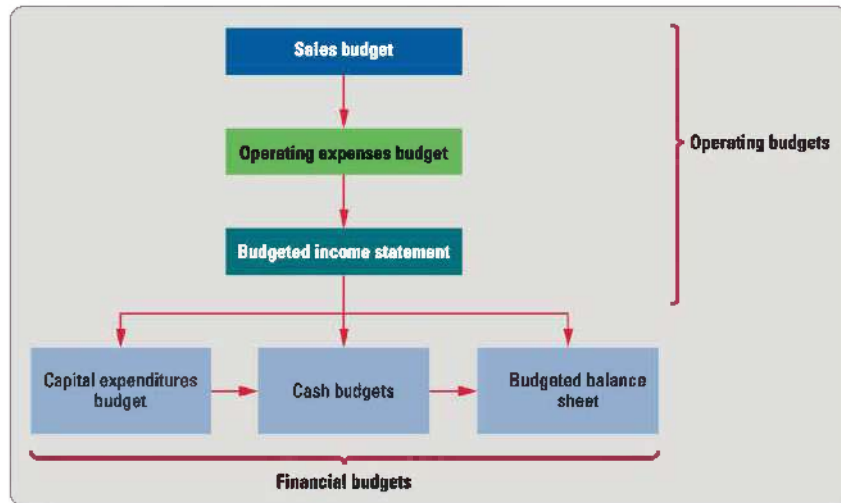 Sales budget
Operating expenses budget
Operating budgets
Budgeted income statement
Capital expenditures
budget
Cash budgets
Budgeted balance
sheet
Financial budgets